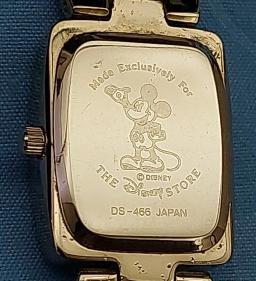 Made Exclusively For
© DISNEY
THE Disney STORE
DS-466 JAPAN